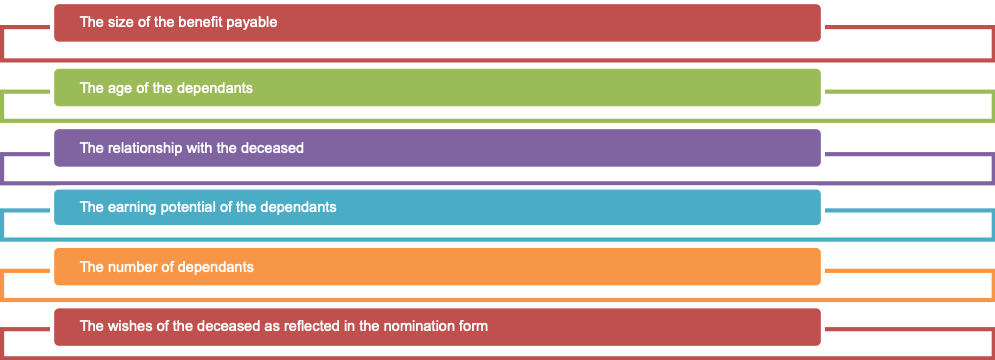 The size of the benefit payable
The age of the dependants
The relationship with the deceased
The earning potential of the dependants
The number of dependants
The wishes of the deceased as reflected in the nomination form